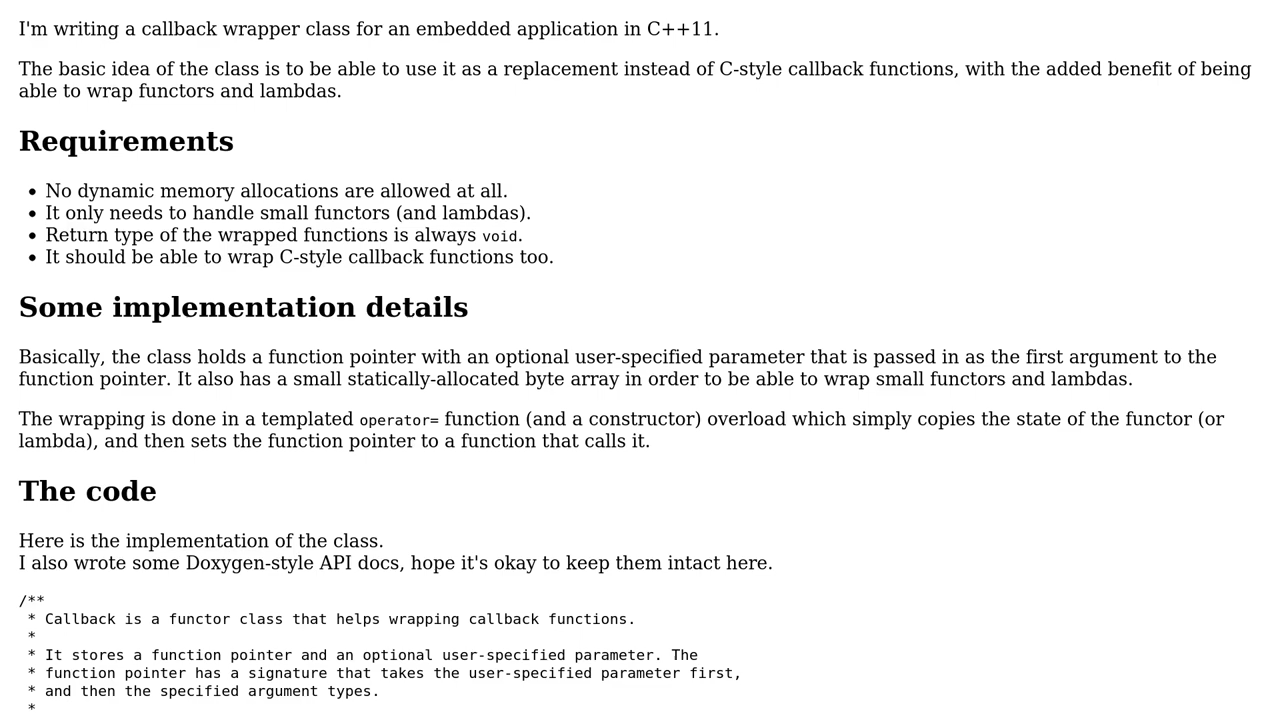 I'm writing a callback wrapper class for an embedded application in C++11.
The basic idea of the class is to be able to use it as a replacement instead of C-style callback functions, with the added benefit of being
able to wrap functors and lambdas.
Requirements
• No dynamic memory allocations are allowed at all.
• It only needs to handle small functors (and lambdas).
• Return type of the wrapped functions is always void.
• It should be able to wrap C-style callback functions too.
Some implementation details
Basically, the class holds a function pointer with an optional user-specified parameter that is passed in as the first argument to the
function pointer. It also has a small statically-allocated byte array in order to be able to wrap small functors and lambdas.
The wrapping is done in a templated operator= function (and a constructor) overload which simply copies the state of the functor (or
lambda), and then sets the function pointer to a function that calls it.
The code
Here is the implementation of the class.
I also wrote some Doxygen-style API docs, hope it's okay to keep them intact here.
/**
 * Callback is a functor class that helps wrapping callback functions.
 *
 * It stores a function pointer and an optional user-specified parameter. The
 * function pointer has a signature that takes the user-specified parameter first,
 * and then the specified argument types.
 *